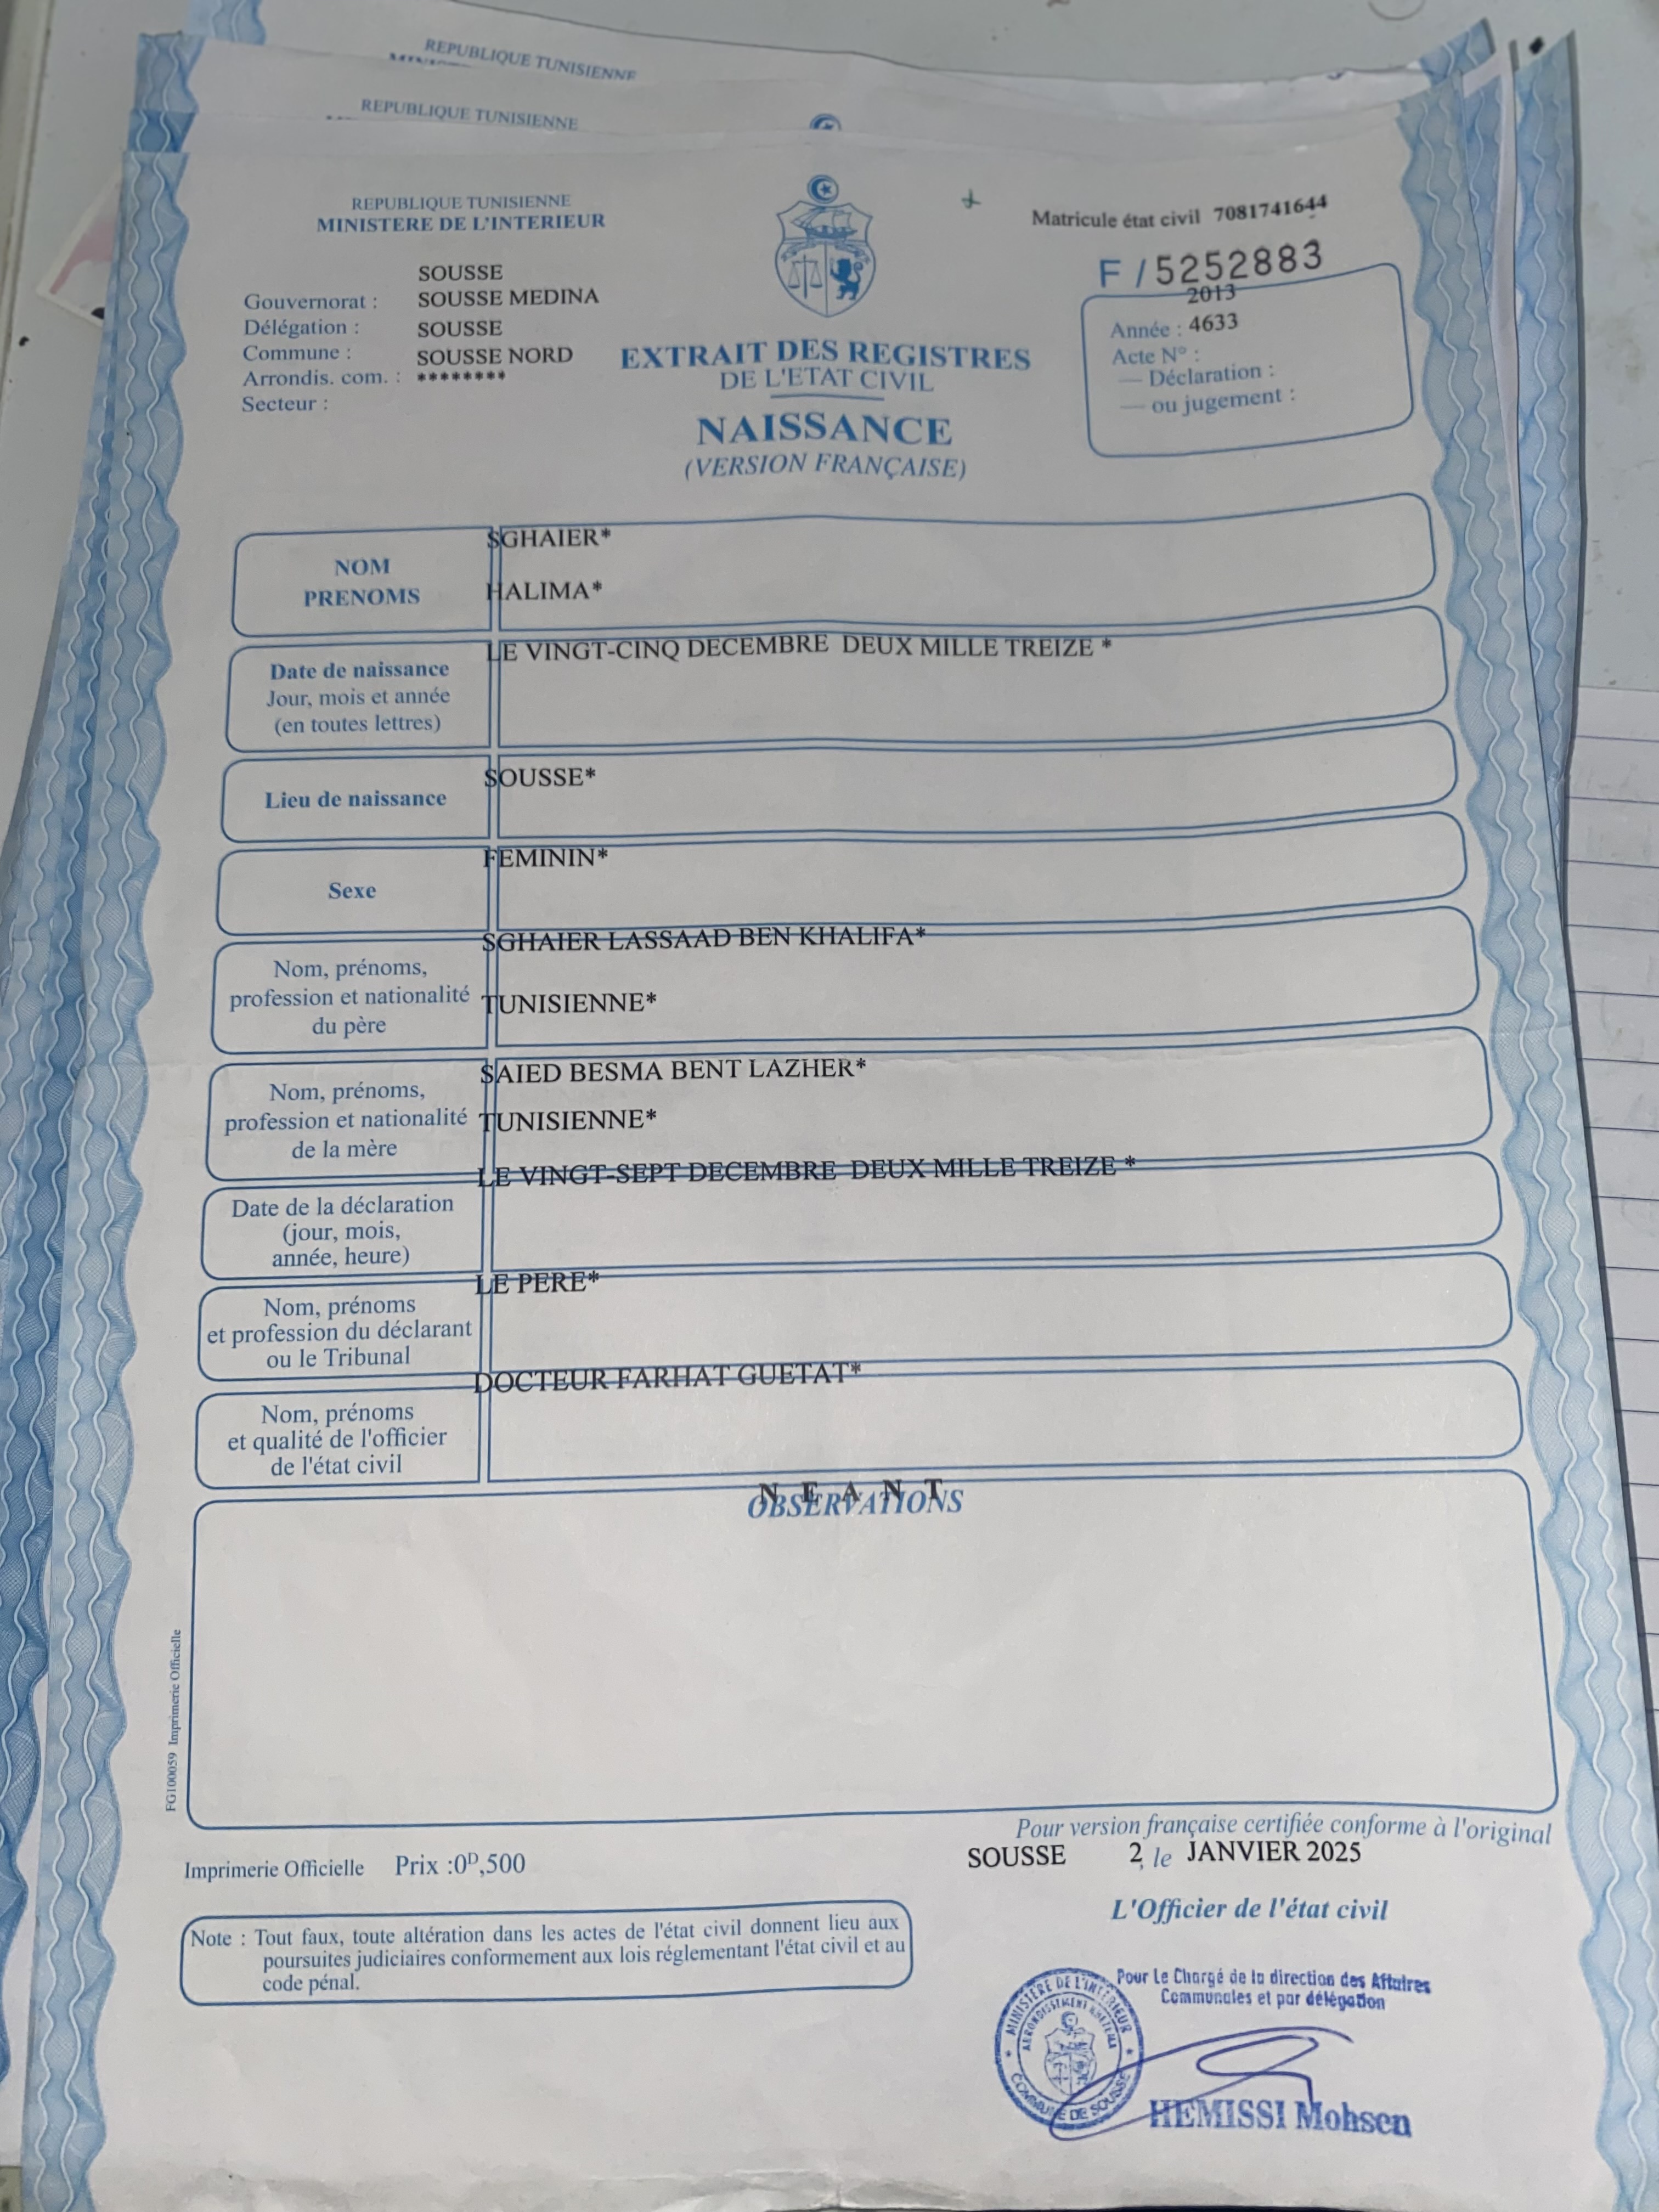 REPUBLIQUE TUNISIENNE
REPUBLIQUE TUNISIENNE
REPUBLIQUE TUNISIENNE
MINISTERE DE L'INTERIEUR
SOUSSE
Gouvernorat : SOUSSE MEDINA
Délégation : SOUSSE
Commune : SOUSSE NORD
Arrondis. com. : ********
Secteur :
EXTRAIT DES REGISTRES
DE L'ETAT CIVIL
NAISSANCE
(VERSION FRANÇAISE)
Matricule état civil 7081741644
F / 5252883
2013
Année : 4633
Acte N° :
— Déclaration :
— ou jugement :
NOM
PRENOMS
SGHAIER*
HALIMA*
Date de naissance
Jour, mois et année
(en toutes lettres)
LE VINGT-CINQ DECEMBRE DEUX MILLE TREIZE *
Lieu de naissance
SOUSSE*
Sexe
FEMININ*
Nom, prénoms,
profession et nationalité
du père
SGHAIER LASSAAD BEN KHALIFA*
TUNISIENNE*
Nom, prénoms,
profession et nationalité
de la mère
SAIED BESMA BENT LAZHER*
TUNISIENNE*
Date de la déclaration
(jour, mois,
année, heure)
LE VINGT-SEPT DECEMBRE DEUX MILLE TREIZE *
Nom, prénoms
et profession du déclarant
ou le Tribunal
LE PERE*
Nom, prénoms
et qualité de l'officier
de l'état civil
DOCTEUR FARHAT GUETAT*
N E A N T
OBSERVATIONS
FG100059 Imprimerie Officielle
Pour version française certifiée conforme à l'original
SOUSSE 2, le JANVIER 2025
Imprimerie Officielle Prix :0D,500
L'Officier de l'état civil
Note : Tout faux, toute altération dans les actes de l'état civil donnent lieu aux
poursuites judiciaires conformement aux lois réglementant l'état civil et au
code pénal.
Pour Le Chargé de la direction des Affaires
Communales et par délégation
MINISTERE DE L'INTERIEUR
COMMUNE DE SOUSSE
HEMISSI Mohsen